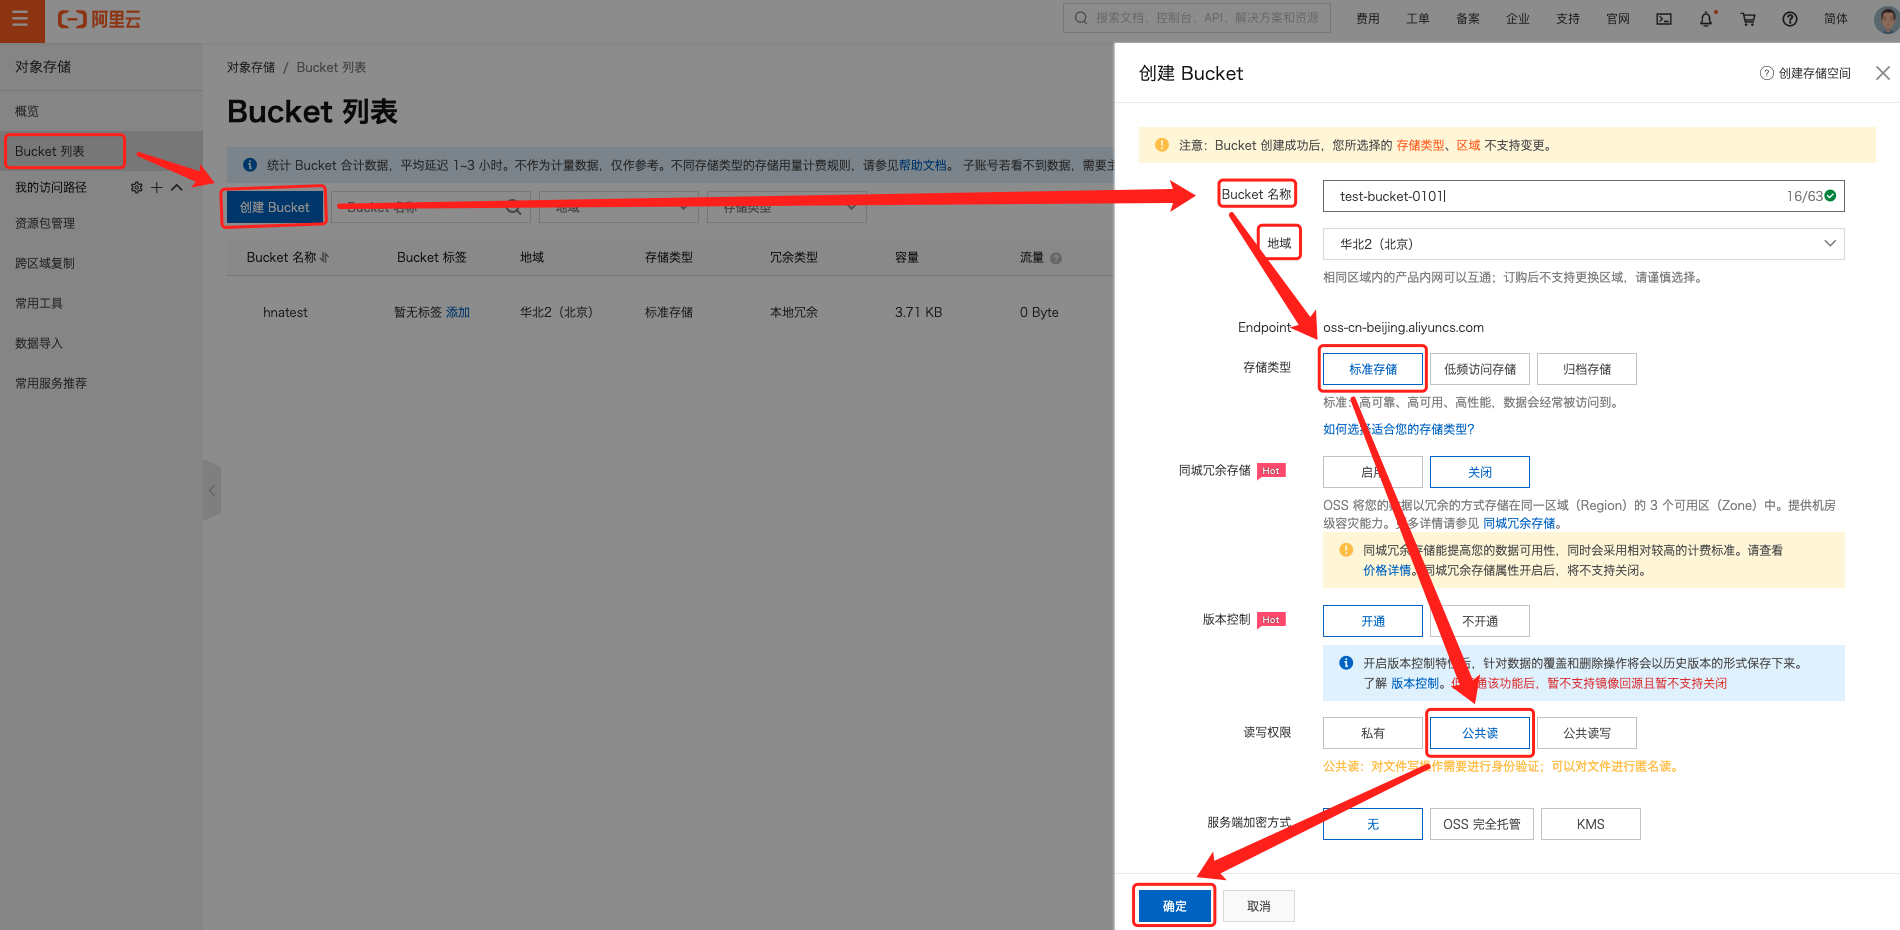 阿里云
搜索文档、控制台、API、解决方案和资源
费用 工单 备案 企业 支持 官网 简体
对象存储
概览
Bucket 列表
我的访问路径
资源包管理
跨区域复制
常用工具
数据导入
常用服务推荐
对象存储 / Bucket 列表
Bucket 列表
统计 Bucket 合计数据，平均延迟 1~3 小时。不作为计量数据，仅作参考。不同存储类型的存储用量计费规则，请参见帮助文档。 子账号若看不到数据，需要主
创建 Bucket Bucket 名称 地域 存储类型
Bucket 名称 Bucket 标签 地域 存储类型 冗余类型 容量 流量
hnatest 暂无标签 添加 华北2（北京） 标准存储 本地冗余 3.71 KB 0 Byte
创建 Bucket
创建存储空间
注意：Bucket 创建成功后，您所选择的 存储类型、区域 不支持变更。
Bucket 名称 test-bucket-0101 16/63
地域 华北2（北京）
相同区域内的产品内网可以互通；订购后不支持更换区域，请谨慎选择。
Endpoint oss-cn-beijing.aliyuncs.com
存储类型 标准存储 低频访问存储 归档存储
标准：高可靠、高可用、高性能，数据会经常被访问到。
如何选择适合您的存储类型？
同城冗余存储 Hot 启用 关闭
OSS 将您的数据以冗余的方式存储在同一区域（Region）的 3 个可用区（Zone）中。提供机房
级容灾能力。更多详情请参见 同城冗余存储。
同城冗余存储能提高您的数据可用性，同时会采用相对较高的计费标准。请查看
价格详情。同城冗余存储属性开启后，将不支持关闭。
版本控制 Hot 开通 不开通
开启版本控制特性后，针对数据的覆盖和删除操作将会以历史版本的形式保存下来。
了解 版本控制。通该功能后，暂不支持镜像回源且暂不支持关闭
读写权限 私有 公共读 公共读写
公共读：对文件写操作需要进行身份验证；可以对文件进行匿名读。
服务端加密方式 无 OSS 完全托管 KMS
确定 取消